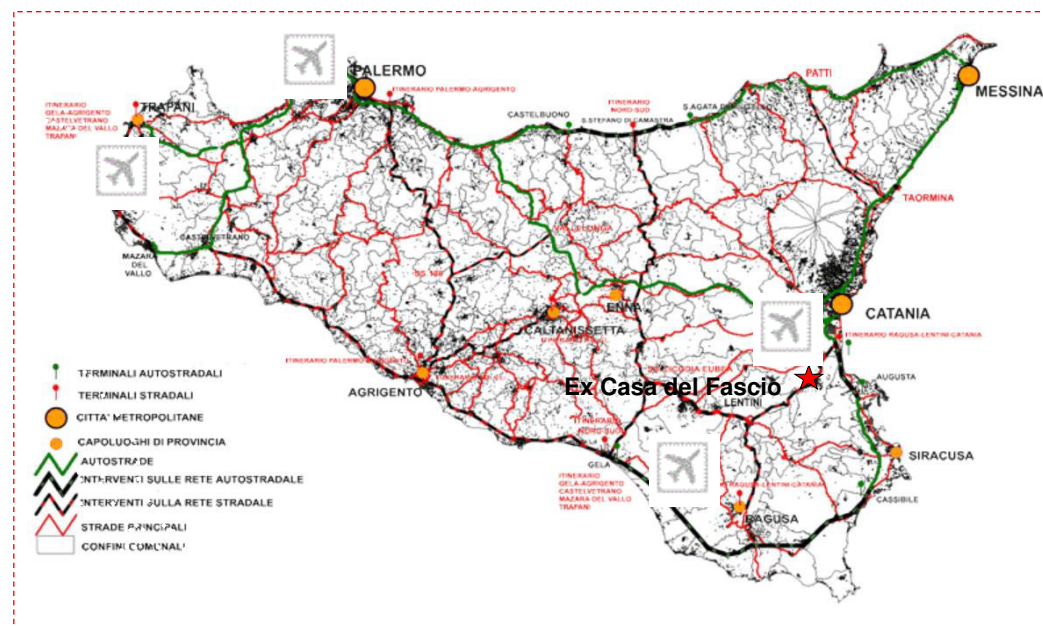 PALERMO
MESSINA
PATTI
ITINERARIO PALERMO-AGRIGENTO
ITINERARIO
GELA-AGRIGENTO
CASTELVETRANO
MAZARA DEL VALLO
TRAPANI
TRAPANI
ITINERARIO
NORD-SUD
CASTELBUONO
S.STEFANO DI CAMASTRA
TAORMINA
CASTELVETRANO
MAZARA
DEL
VALLO
VALLELUNGA
ENNA
CALTANISSETTA
CATANIA
ITINERARIO RAGUSA-LENTINI-CATANIA
AGRIGENTO
Ex Casa del Fascio
LENTINI
AUGUSTA
ITINERARIO
NORD-SUD
GELA
ITINERARIO
GELA-AGRIGENTO
CASTELVETRANO
MAZARA DEL VALLO
TRAPANI
SIRACUSA
CASSIBILE
RAGUSA
TERMINALI AUTOSTRADALI
TERMINALI STRADALI
CITTA' METROPOLITANE
CAPOLUOGHI DI PROVINCIA
AUTOSTRADE
INTERVENTI SULLE RETE AUTOSTRADALE
INTERVENTI SULLA RETE STRADALE
STRADE PRINCIPALI
CONFINI COMUNALI